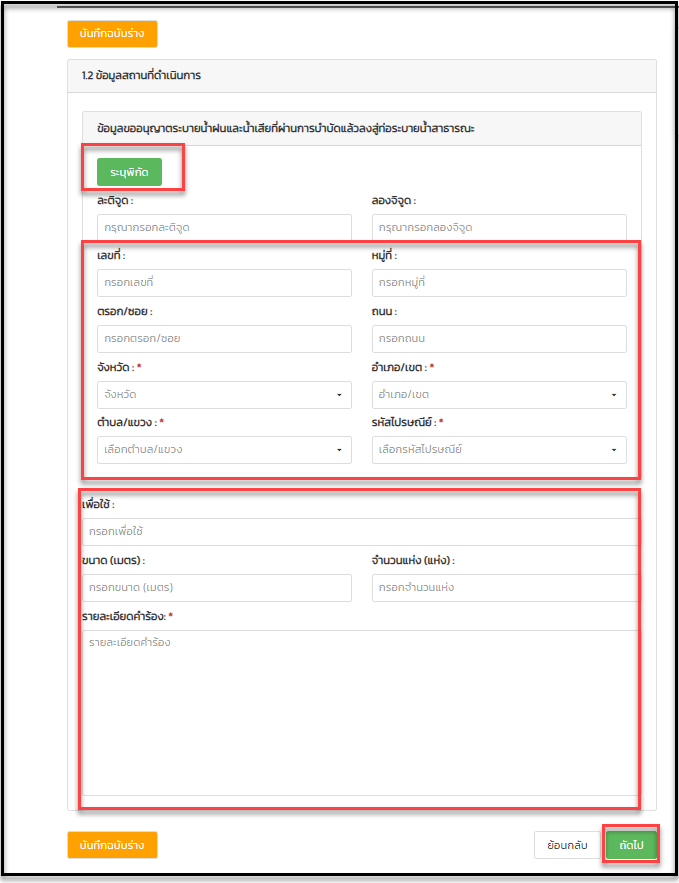 บันทึกฉบับร่าง
1.2 ข้อมูลสถานที่ดำเนินการ
ข้อมูลขออนุญาตระบายน้ำฝนและน้ำเสียที่ผ่านการบำบัดแล้วลงสู่ท่อระบายน้ำสาธารณะ
ระบุพิกัด
ละติจูด : ลองจิจูด :
กรุณากรอกละติจูด กรุณากรอกลองจิจูด
เลขที่ : หมู่ที่ :
กรอกเลขที่ กรอกหมู่ที่
ตรอก/ซอย : ถนน :
กรอกตรอก/ซอย กรอกถนน
จังหวัด : * อำเภอ/เขต : *
จังหวัด อำเภอ/เขต
ตำบล/แขวง : * รหัสไปรษณีย์ : *
เลือกตำบล/แขวง เลือกรหัสไปรษณีย์
เพื่อใช้ :
กรอกเพื่อใช้
ขนาด (เมตร) : จำนวนแห่ง (แห่ง) :
กรอกขนาด (เมตร) กรอกจำนวนแห่ง
รายละเอียดคำร้อง: *
รายละเอียดคำร้อง
บันทึกฉบับร่าง ย้อนกลับ ถัดไป